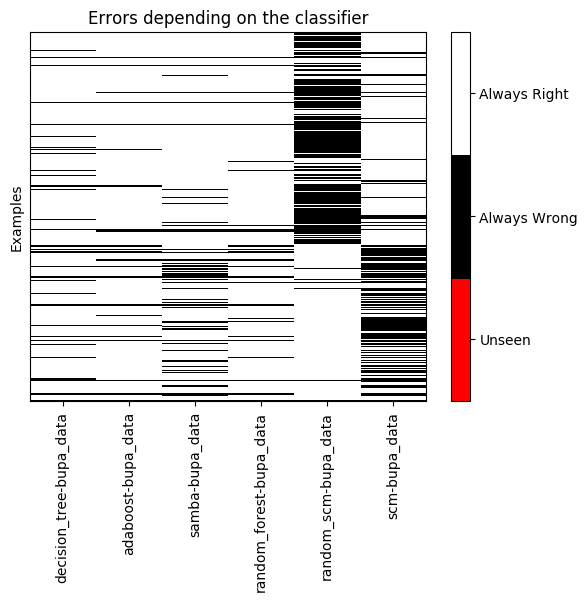 Errors depending on the classifier
Examples
decision_tree-bupa_data
adaboost-bupa_data
samba-bupa_data
random_forest-bupa_data
random_scm-bupa_data
scm-bupa_data
Always Right
Always Wrong
Unseen